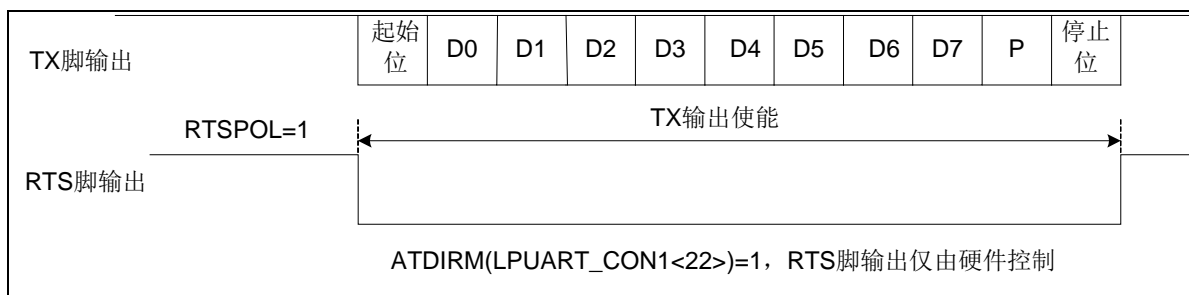 TX脚输出 起始位 D0 D1 D2 D3 D4 D5 D6 D7 P 停止位
TX输出使能
RTSPOL=1
RTS脚输出
ATDIRM(LPUART_CON1<22>)=1，RTS脚输出仅由硬件控制